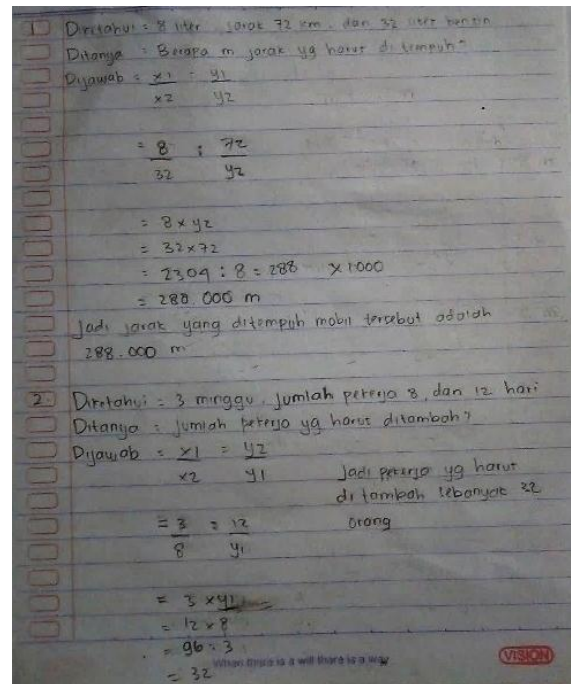 1 Diketahui = 8 liter, jarak 72 km, dan 32 liter bensin
Ditanya : Berapa m jarak yg harus di tempuh?
Dijawab = x1 = y1
x2 y2
= 8 : 72
32 y2
= 8 x y2
= 32 x 72
= 2304 : 8 = 288 x 1000
= 288.000 m
Jadi jarak yang ditempuh mobil tersebut adalah
288.000 m
2. Diketahui = 3 minggu, jumlah pekerja 8, dan 12 hari
Ditanya : jumlah pekerja yg harus ditambah?
Dijawab = x1 = y2
x2 y1
Jadi pekerja yg harus
di tambah sebanyak 32
orang
= 3 : 12
8 y1
= 3 x y1
= 12 x 8
= 96 : 3
= 32
When there is a will there is a way
VISION